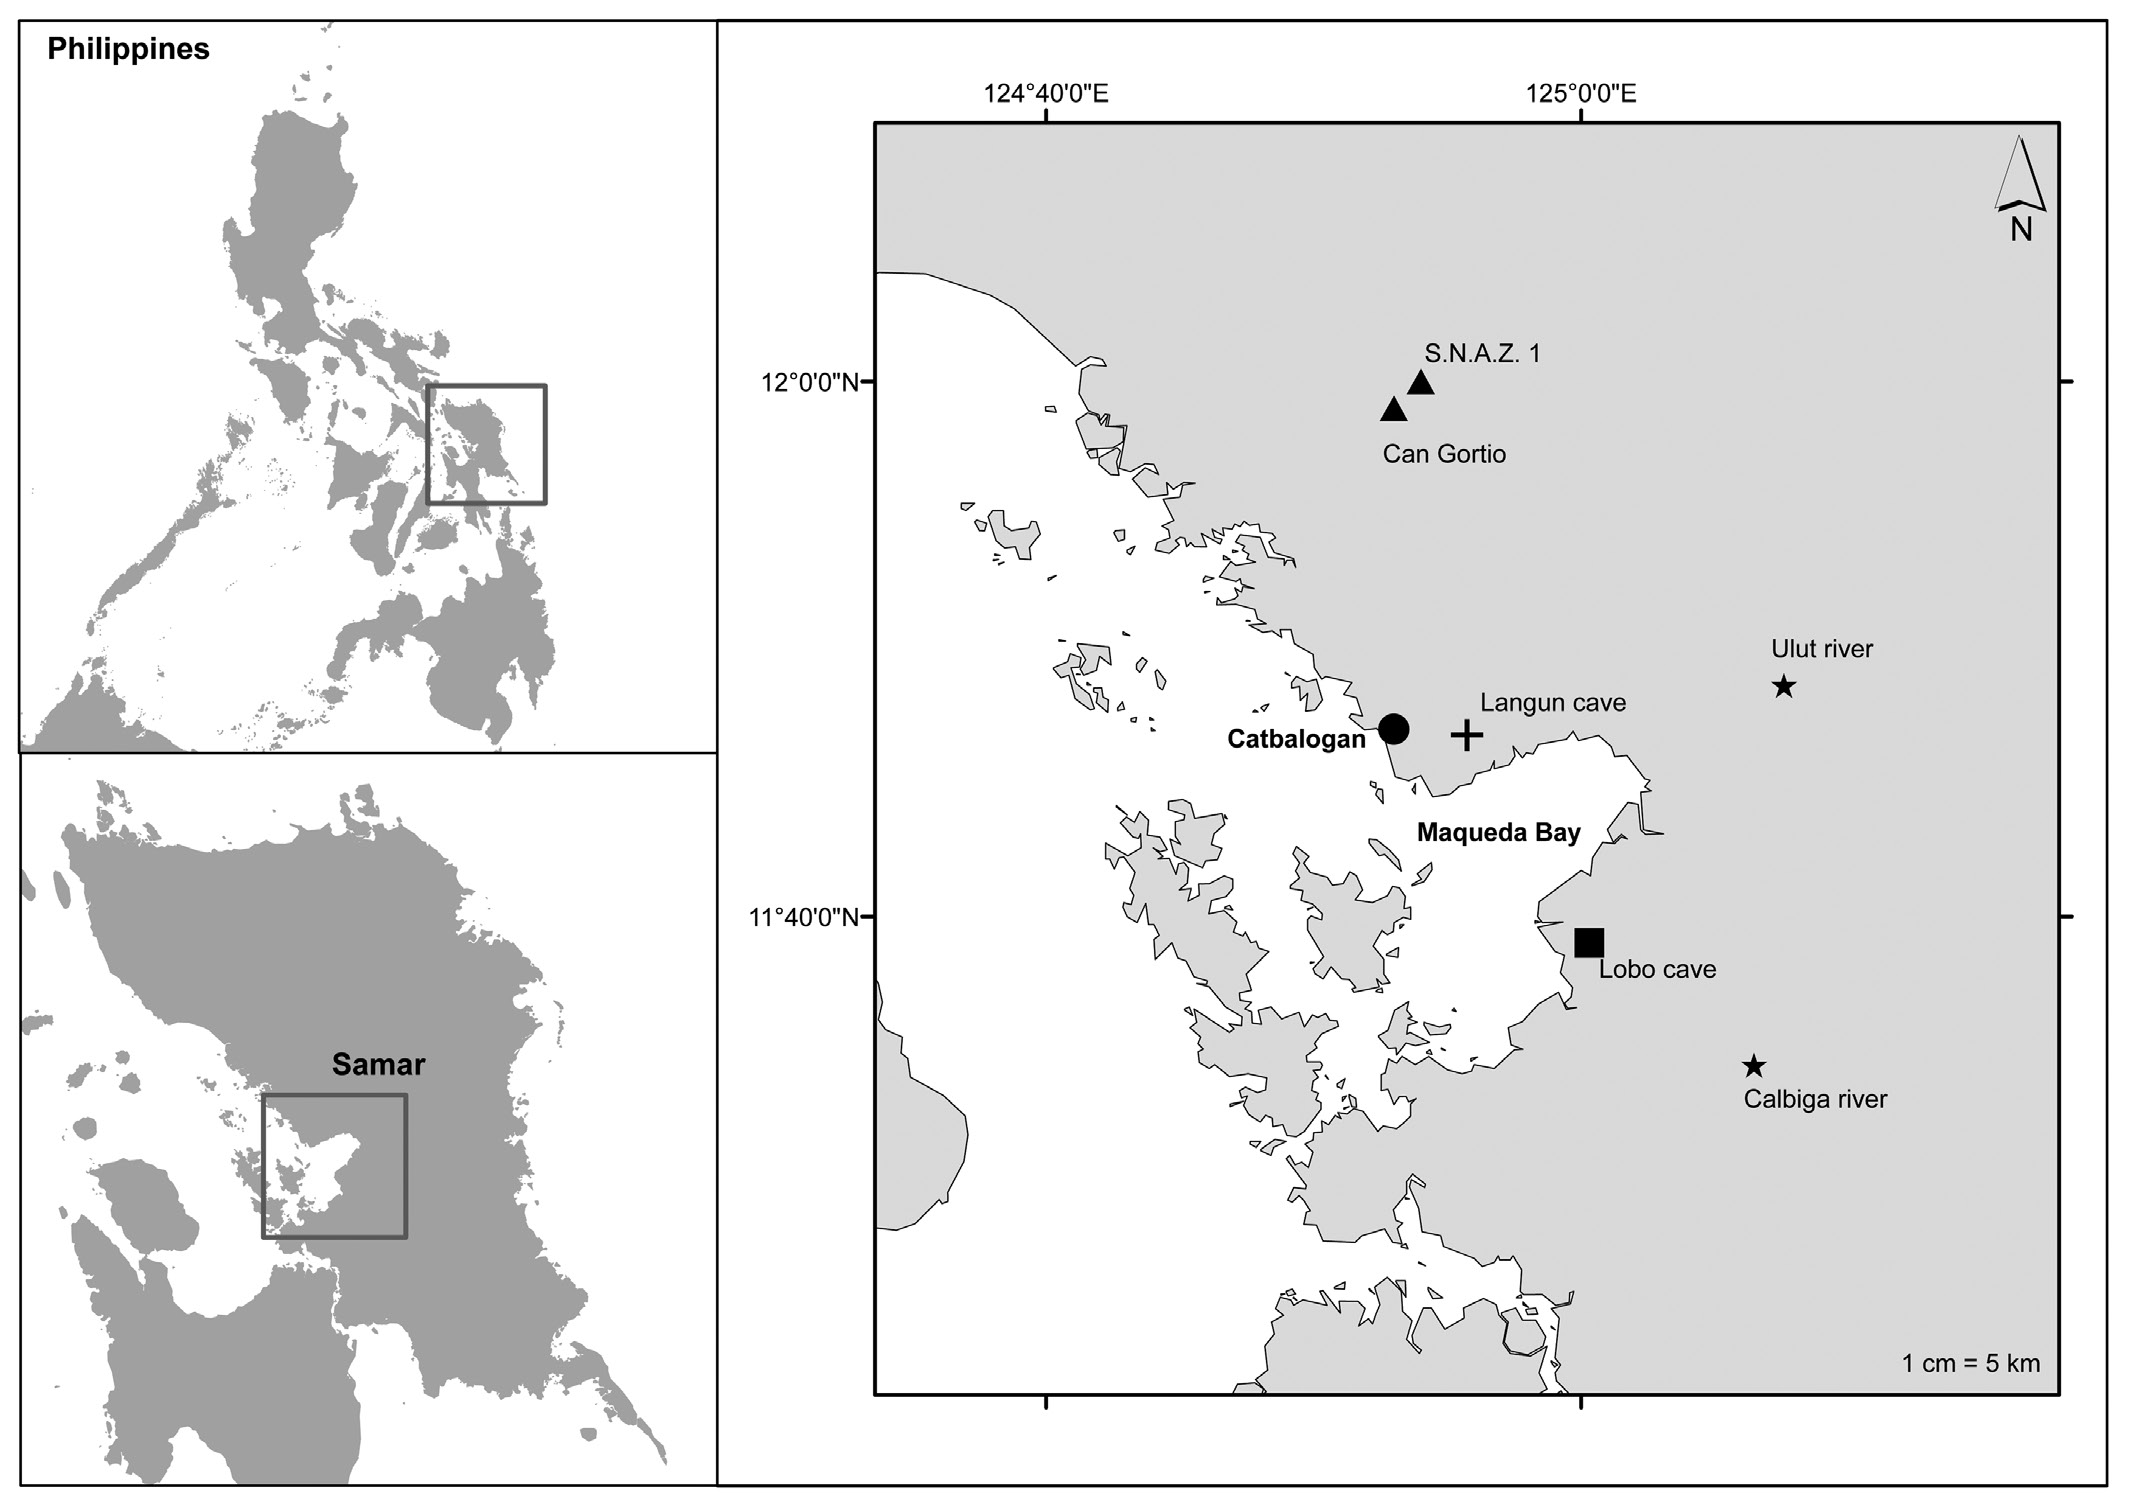 Philippines
Samar
124°40'0"E
125°0'0"E
N
S.N.A.Z. 1
12°0'0"N
Can Gortio
Ulut river
Langun cave
Catbalogan
Maqueda Bay
11°40'0"N
Lobo cave
Calbiga river
1 cm = 5 km